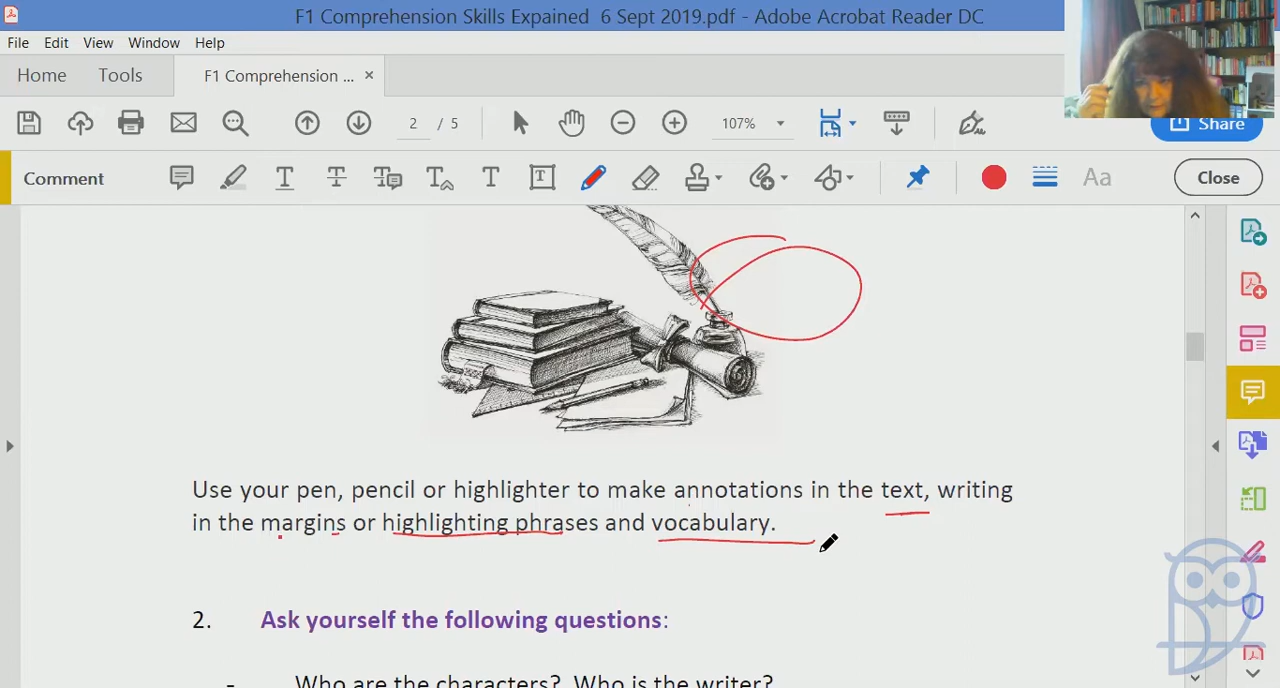 F1 Comprehension Skills Expained 6 Sept 2019.pdf - Adobe Acrobat Reader DC
File Edit View Window Help
Home Tools F1 Comprehension ... ×
2 / 5 107% Share
Comment Aa Close
Use your pen, pencil or highlighter to make annotations in the text, writing
in the margins or highlighting phrases and vocabulary.
2. Ask yourself the following questions:
- Who are the characters? Who is the writer?